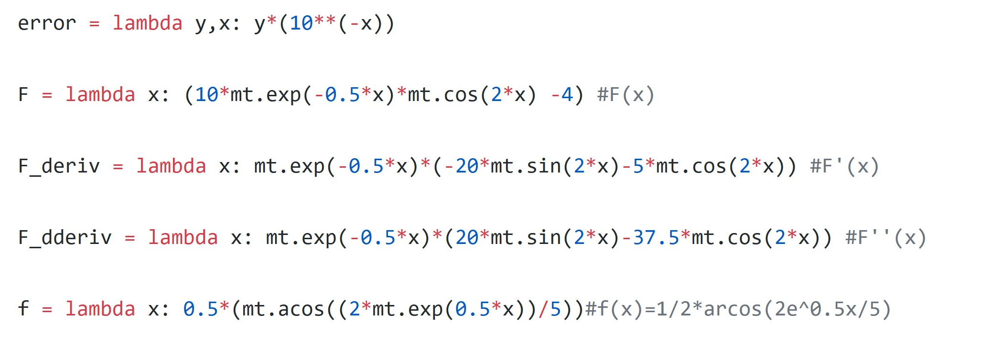 error = lambda y,x: y*(10**(-x))
F = lambda x: (10*mt.exp(-0.5*x)*mt.cos(2*x) -4) #F(x)
F_deriv = lambda x: mt.exp(-0.5*x)*(-20*mt.sin(2*x)-5*mt.cos(2*x)) #F'(x)
F_dderiv = lambda x: mt.exp(-0.5*x)*(20*mt.sin(2*x)-37.5*mt.cos(2*x)) #F''(x)
f = lambda x: 0.5*(mt.acos((2*mt.exp(0.5*x))/5))#f(x)=1/2*arcos(2e^0.5x/5)